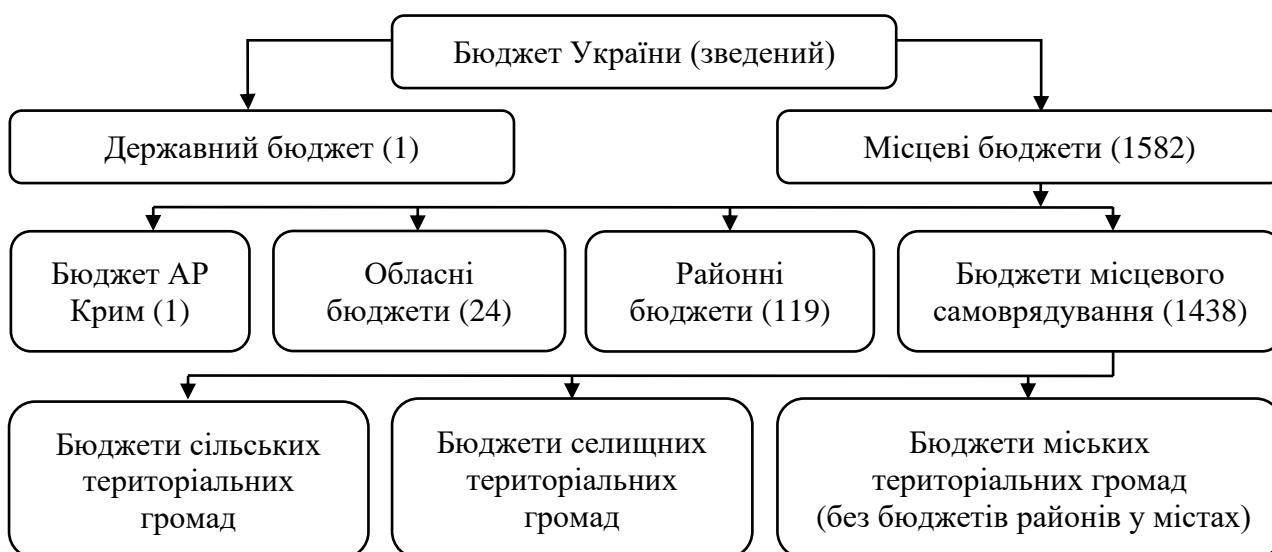 Бюджет України (зведений)
Державний бюджет (1)
Місцеві бюджети (1582)
Бюджет АР
Крим (1)
Обласні
бюджети (24)
Районні
бюджети (119)
Бюджети місцевого
самоврядування (1438)
Бюджети сільських
територіальних
громад
Бюджети селищних
територіальних
громад
Бюджети міських
територіальних громад
(без бюджетів районів у містах)